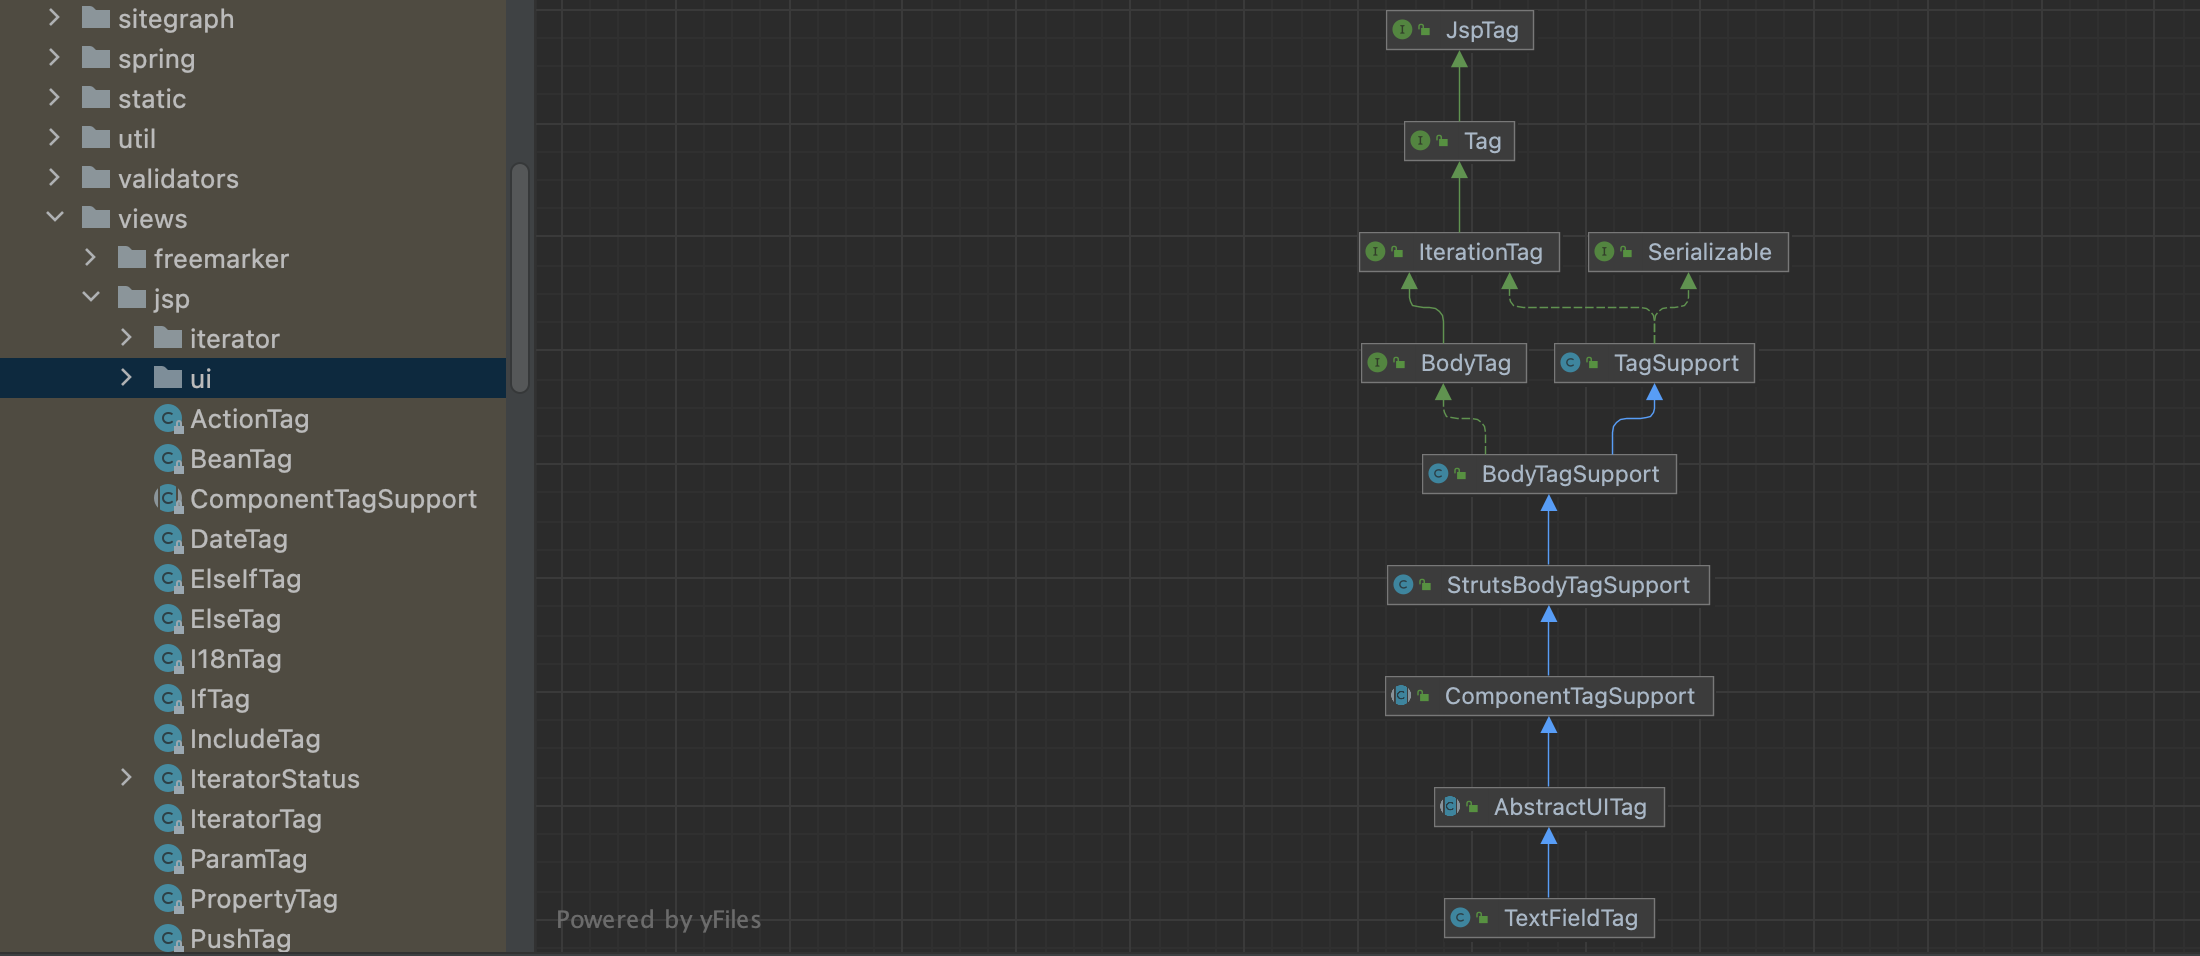 sitegraph
spring
static
util
validators
views
freemarker
jsp
iterator
ui
ActionTag
BeanTag
ComponentTagSupport
DateTag
ElseIfTag
ElseTag
I18nTag
IfTag
IncludeTag
IteratorStatus
IteratorTag
ParamTag
PropertyTag
PushTag
JspTag
Tag
IterationTag Serializable
BodyTag TagSupport
BodyTagSupport
StrutsBodyTagSupport
ComponentTagSupport
AbstractUITag
TextFieldTag
Powered by yFiles